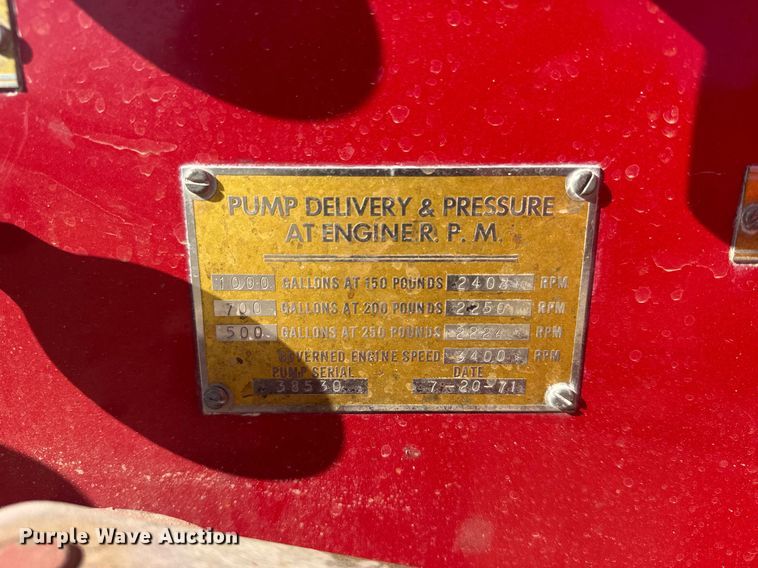 PUMP DELIVERY & PRESSURE
AT ENGINE R. P. M.
1000 GALLONS AT 150 POUNDS RPM
700 GALLONS AT 200 POUNDS 2250 RPM
500 GALLONS AT 250 POUNDS RPM
GOVERNED ENGINE SPEED 3400 RPM
PUMP SERIAL DATE
38530 7-20-71
Purple Wave Auction